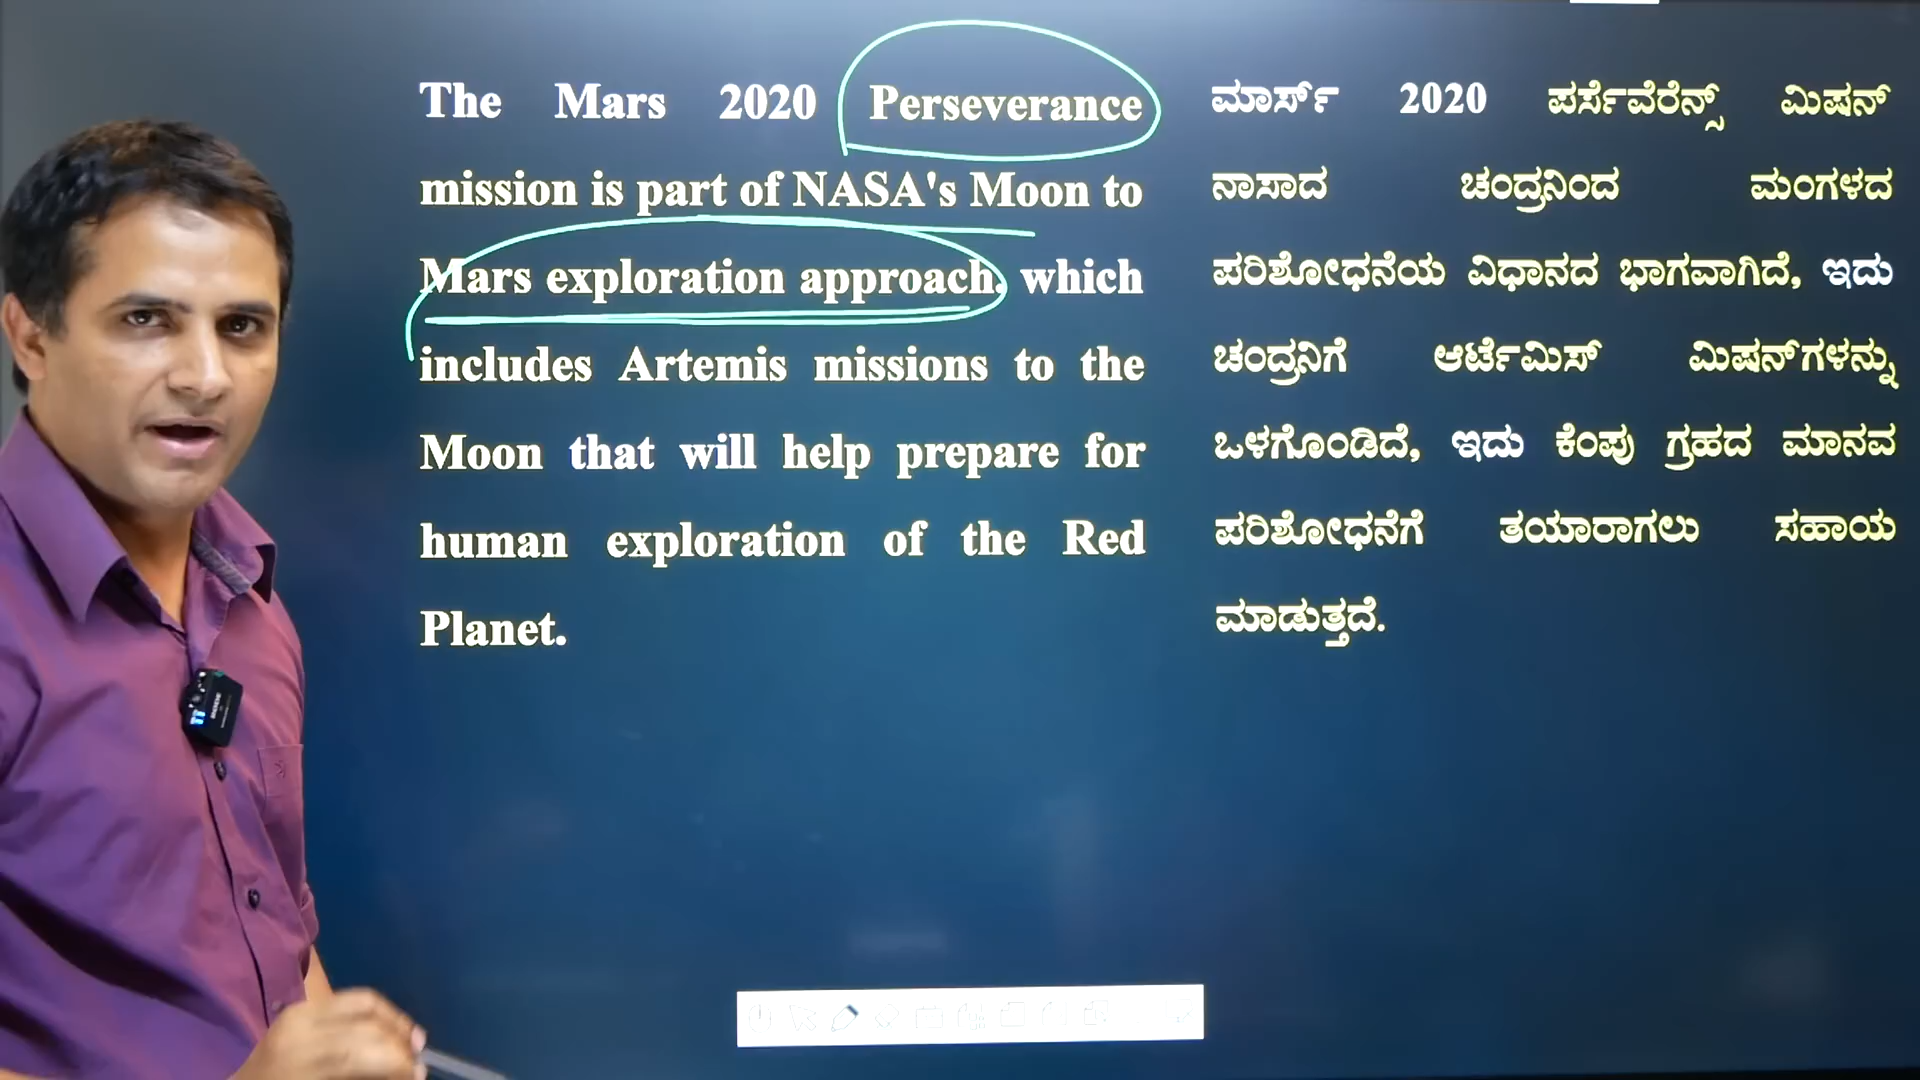 The Mars 2020 Perseverance
mission is part of NASA's Moon to
Mars exploration approach, which
includes Artemis missions to the
Moon that will help prepare for
human exploration of the Red
Planet.
ಮಾರ್ಸ್ 2020 ಪರ್ಸೆವೆರೆನ್ಸ್ ಮಿಷನ್
ನಾಸಾದ ಚಂದ್ರನಿಂದ ಮಂಗಳದ
ಪರಿಶೋಧನೆಯ ವಿಧಾನದ ಭಾಗವಾಗಿದೆ, ಇದು
ಚಂದ್ರನಿಗೆ ಆರ್ಟೆಮಿಸ್ ಮಿಷನ್‌ಗಳನ್ನು
ಒಳಗೊಂಡಿದೆ, ಇದು ಕೆಂಪು ಗ್ರಹದ ಮಾನವ
ಪರಿಶೋಧನೆಗೆ ತಯಾರಾಗಲು ಸಹಾಯ
ಮಾಡುತ್ತದೆ.